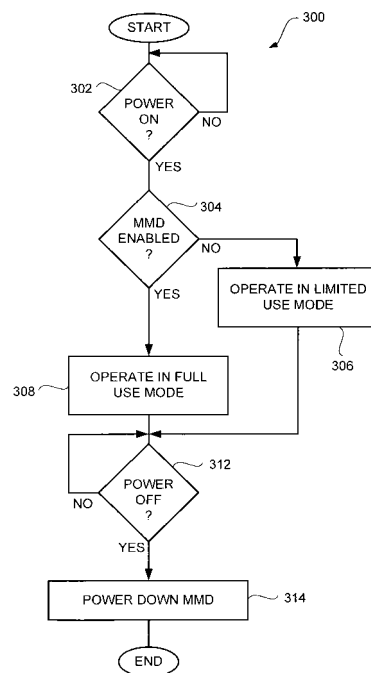 START
300
302
POWER
ON
?
NO
YES
304
MMD
ENABLED
?
NO
YES
OPERATE IN LIMITED
USE MODE
306
OPERATE IN FULL
USE MODE
308
312
POWER
OFF
?
NO
YES
POWER DOWN MMD
314
END